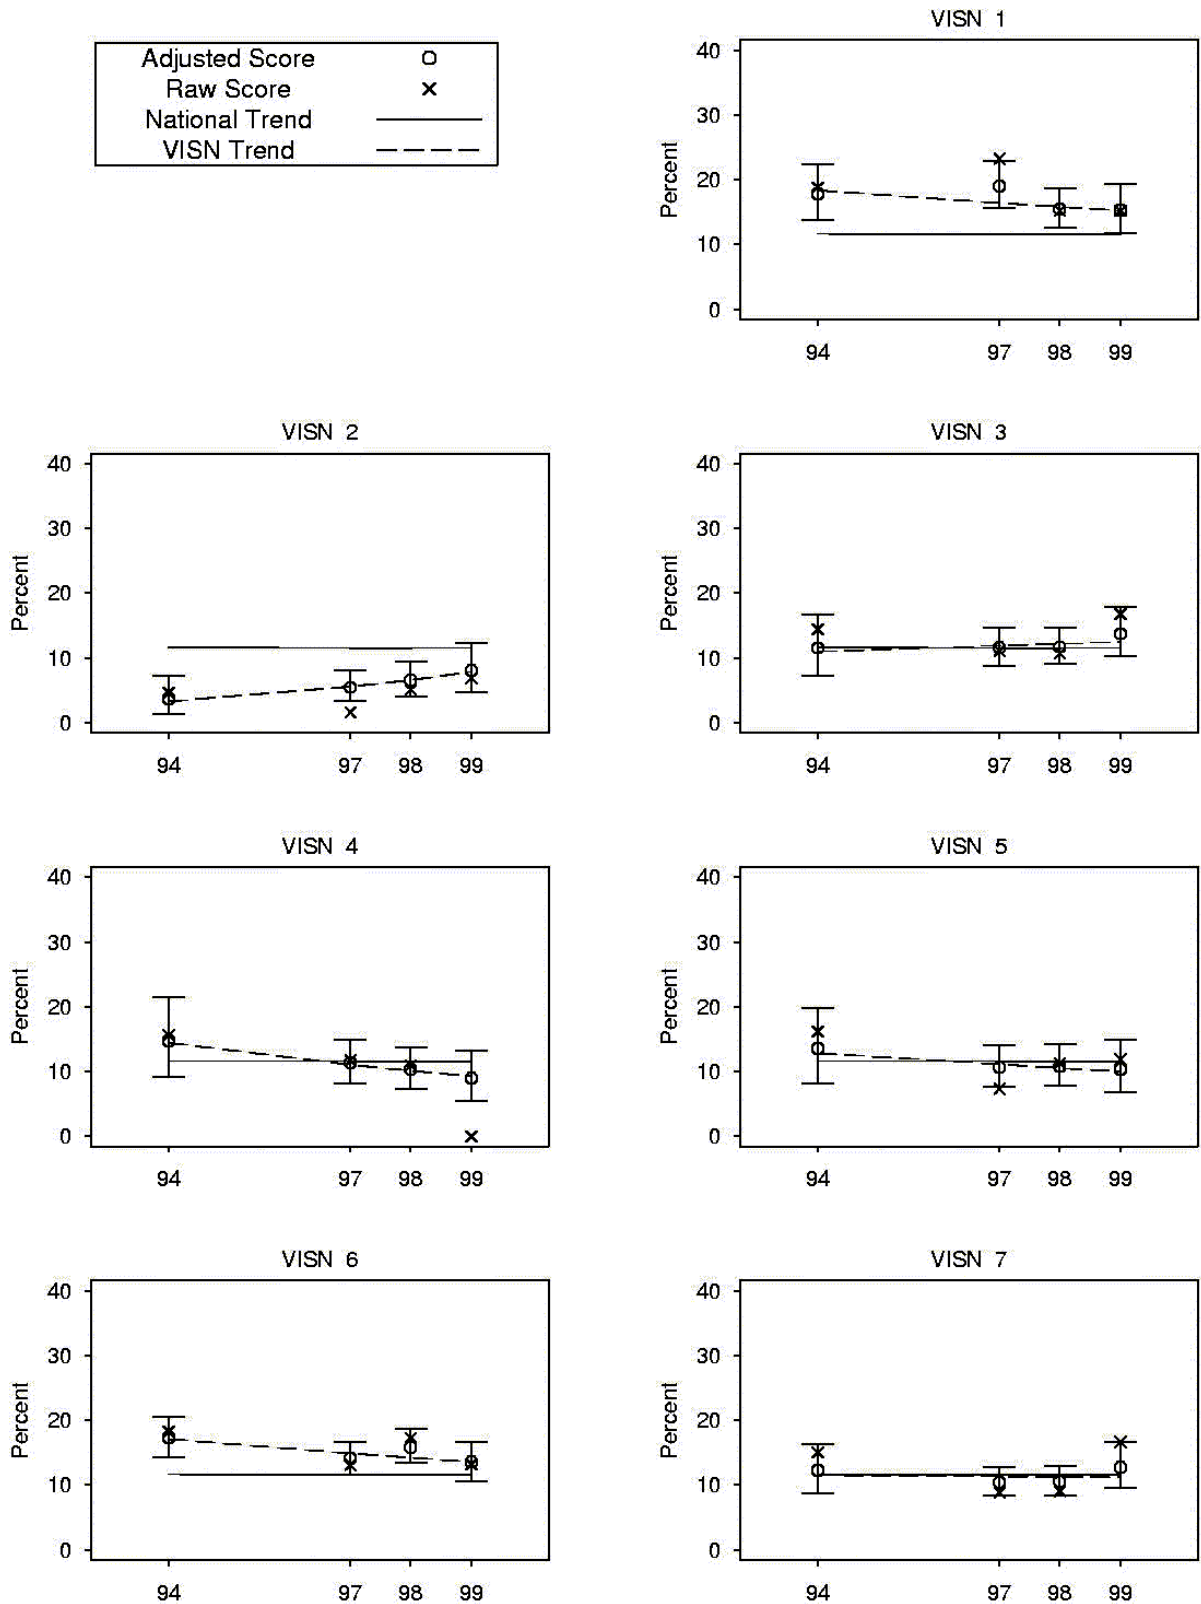 Adjusted Score
Raw Score
National Trend
VISN Trend
VISN 1
Percent
40
30
20
10
0
94 97 98 99
VISN 2
Percent
40
30
20
10
0
94 97 98 99
VISN 3
Percent
40
30
20
10
0
94 97 98 99
VISN 4
Percent
40
30
20
10
0
94 97 98 99
VISN 5
Percent
40
30
20
10
0
94 97 98 99
VISN 6
Percent
40
30
20
10
0
94 97 98 99
VISN 7
Percent
40
30
20
10
0
94 97 98 99